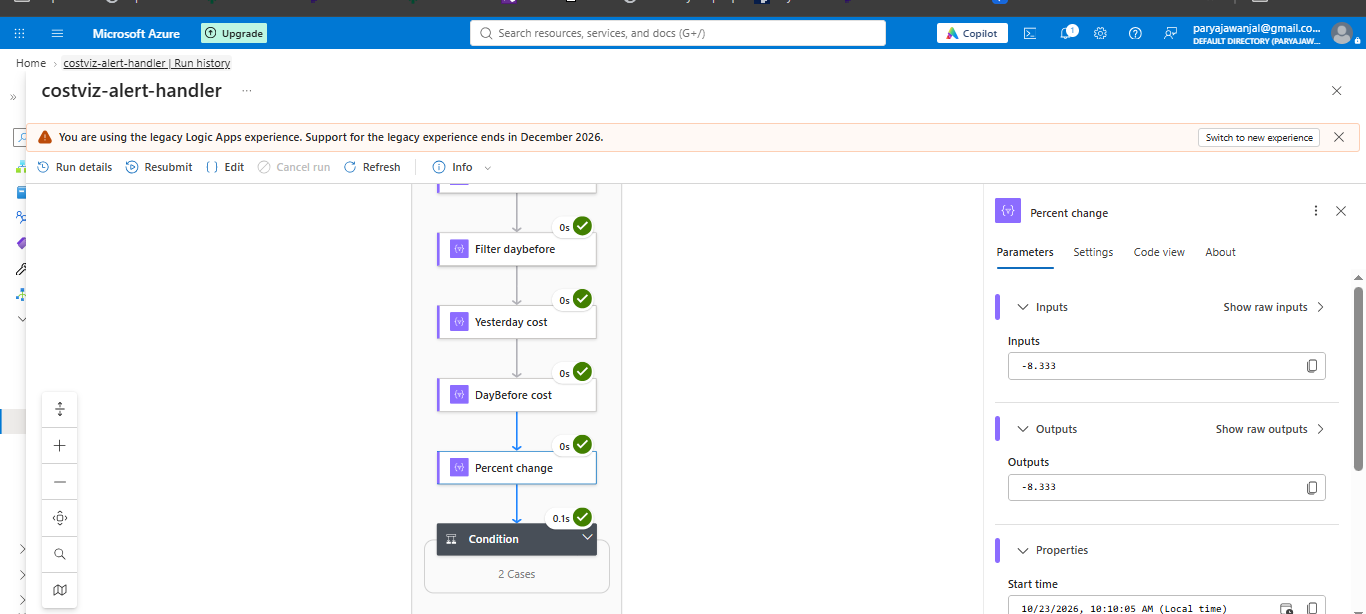 Microsoft Azure
Upgrade
Search resources, services, and docs (G+/)
Copilot
1
paryajawanjal@gmail.co...
DEFAULT DIRECTORY (PARYAJAW...
Home > costviz-alert-handler | Run history
costviz-alert-handler ...
You are using the legacy Logic Apps experience. Support for the legacy experience ends in December 2026.
Switch to new experience
Run details
Resubmit
Edit
Cancel run
Refresh
Info
0s
Filter daybefore
0s
Yesterday cost
0s
DayBefore cost
0s
Percent change
0.1s
Condition
2 Cases
Percent change
Parameters
Settings
Code view
About
Inputs
Show raw inputs
Inputs
-8.333
Outputs
Show raw outputs
Outputs
-8.333
Properties
Start time
10/23/2026, 10:10:05 AM (Local time)